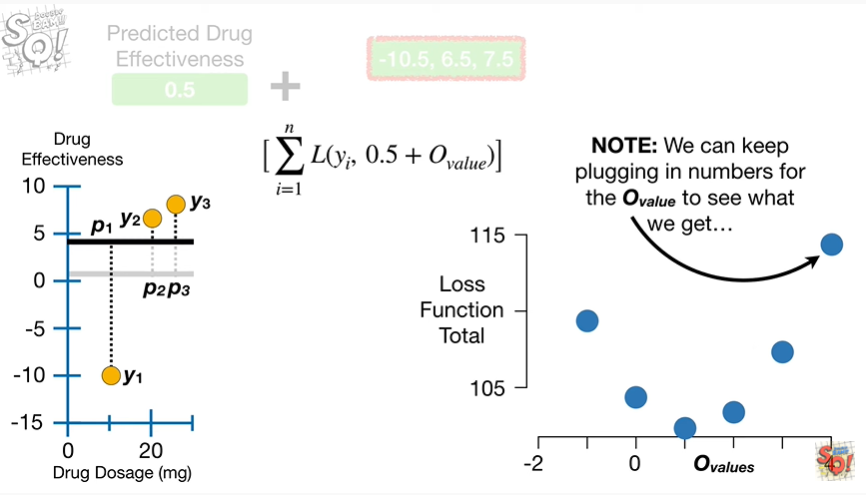 Predicted Drug
Effectiveness
0.5
+
-10.5, 6.5, 7.5
[∑ⁿᵢ₌₁ L(yᵢ, 0.5 + Oᵥₐₗᵤₑ)]
NOTE: We can keep
plugging in numbers for
the Ovalue to see what
we get…
Drug
Effectiveness
10
5
0
-5
-10
-15
p₁
y₂
y₃
p₂
p₃
y₁
0
20
Drug Dosage (mg)
115
Loss
Function
Total
105
-2
0
Ovalues
4